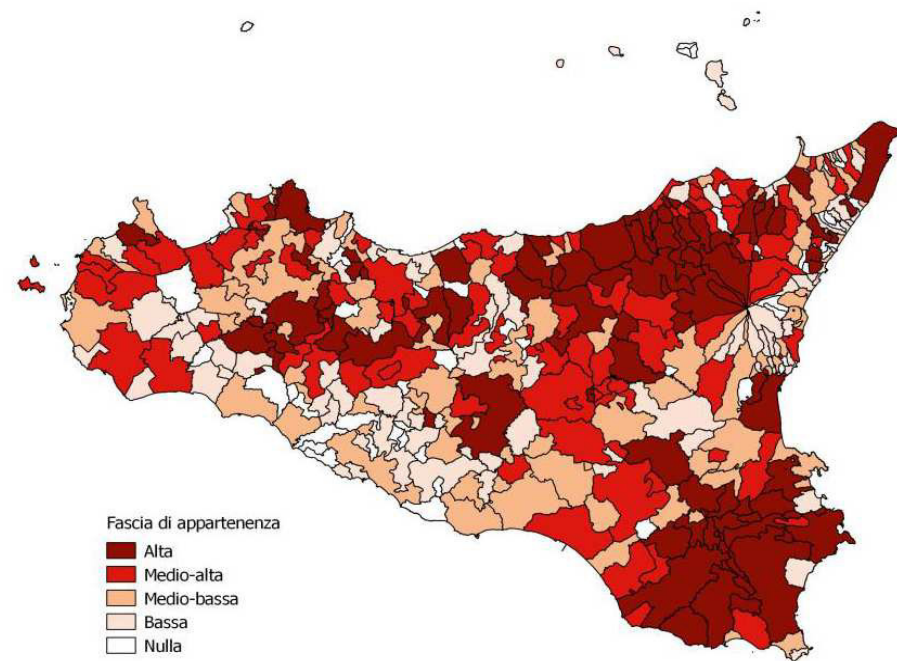 Fascia di appartenenza
Alta
Medio-alta
Medio-bassa
Bassa
Nulla